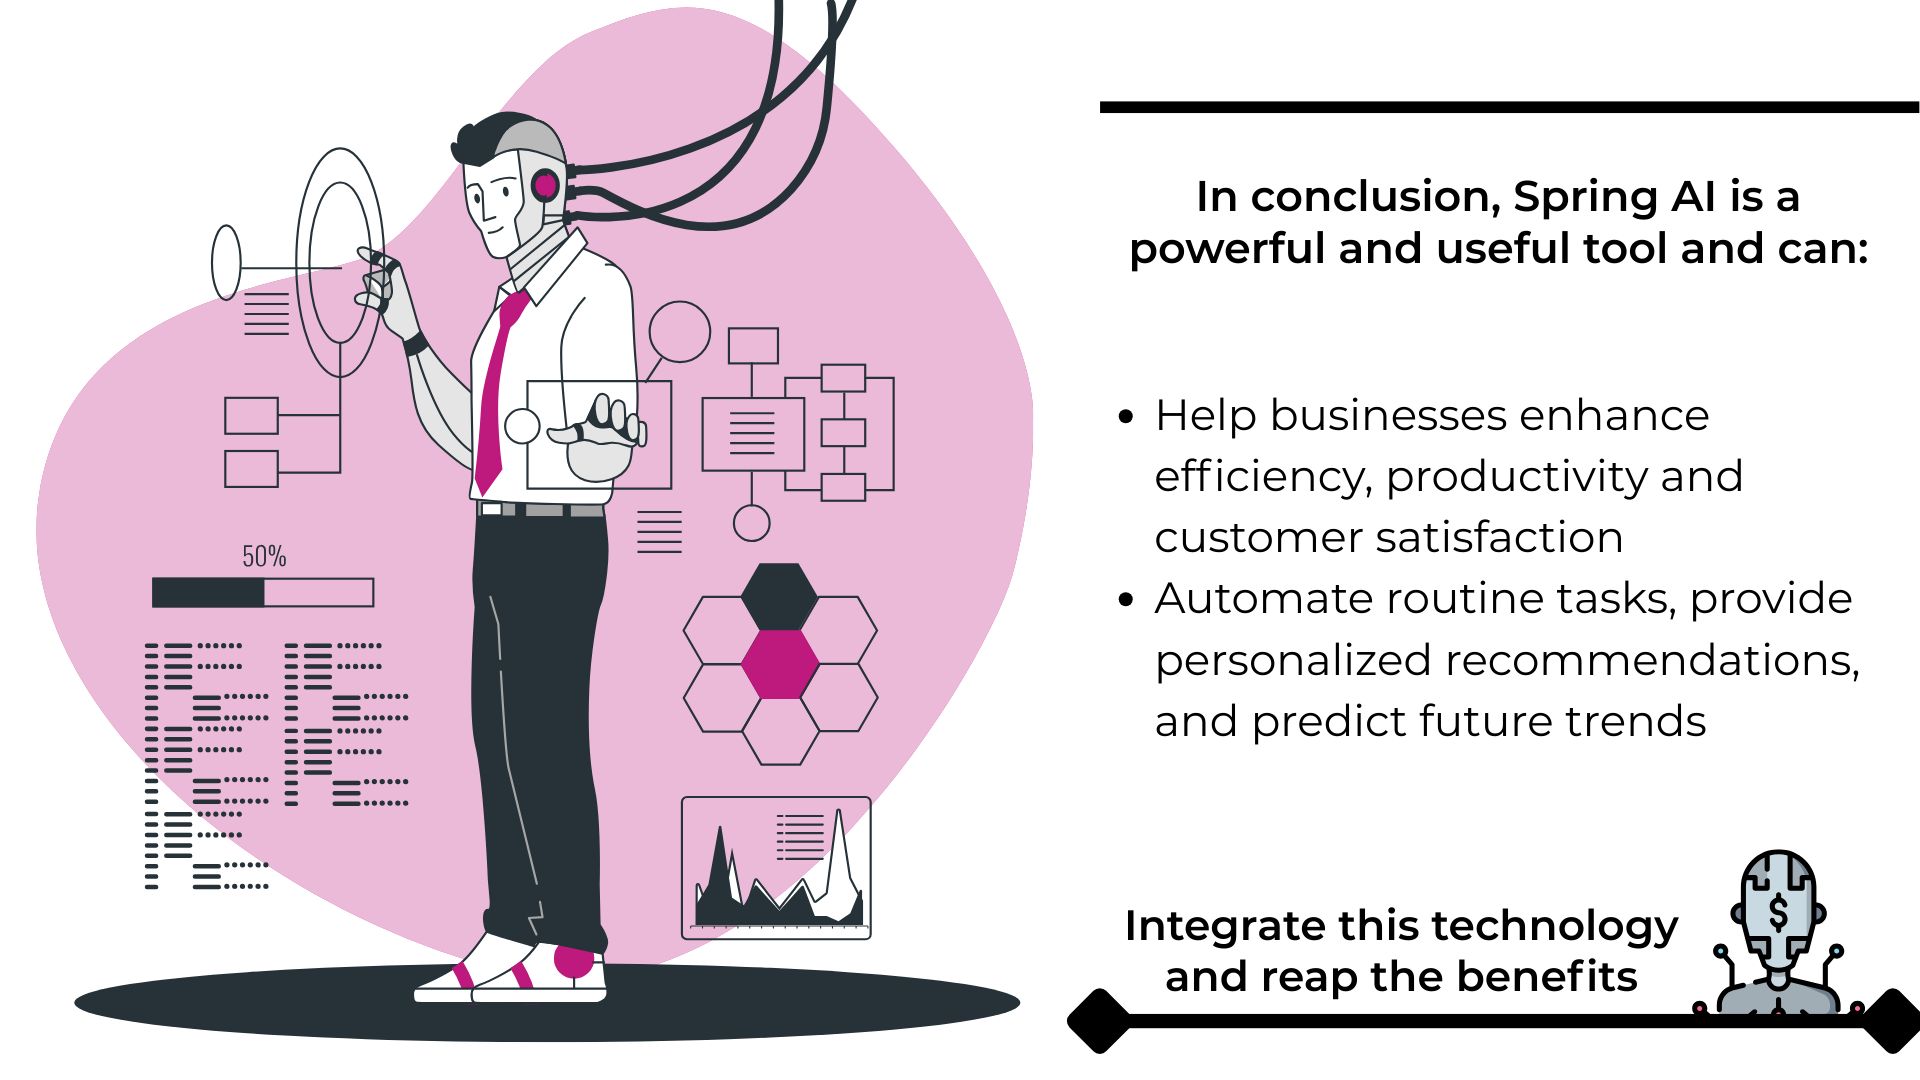 In conclusion, Spring AI is a
powerful and useful tool and can:
• Help businesses enhance
efficiency, productivity and
customer satisfaction
• Automate routine tasks, provide
personalized recommendations,
and predict future trends
Integrate this technology
and reap the benefits
50%
$